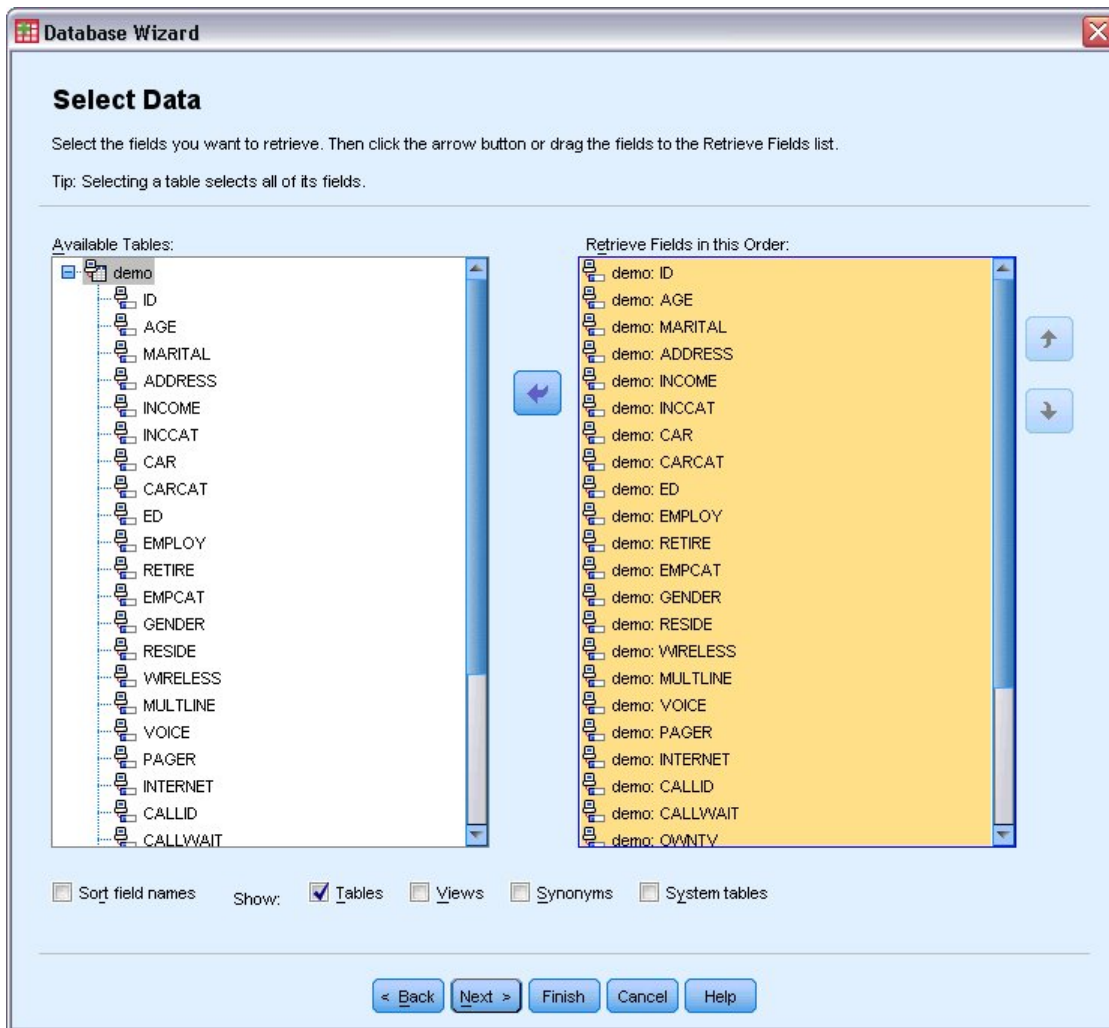 Database Wizard
Select Data
Select the fields you want to retrieve. Then click the arrow button or drag the fields to the Retrieve Fields list.
Tip: Selecting a table selects all of its fields.
Available Tables:
demo
ID
AGE
MARITAL
ADDRESS
INCOME
INCCAT
CAR
CARCAT
ED
EMPLOY
RETIRE
EMPCAT
GENDER
RESIDE
WIRELESS
MULTLINE
VOICE
PAGER
INTERNET
CALLID
CALLWAIT
Retrieve Fields in this Order:
demo: ID
demo: AGE
demo: MARITAL
demo: ADDRESS
demo: INCOME
demo: INCCAT
demo: CAR
demo: CARCAT
demo: ED
demo: EMPLOY
demo: RETIRE
demo: EMPCAT
demo: GENDER
demo: RESIDE
demo: WIRELESS
demo: MULTLINE
demo: VOICE
demo: PAGER
demo: INTERNET
demo: CALLID
demo: CALLWAIT
demo: OWNTV
Sort field names Show: Tables Views Synonyms System tables
< Back Next > Finish Cancel Help